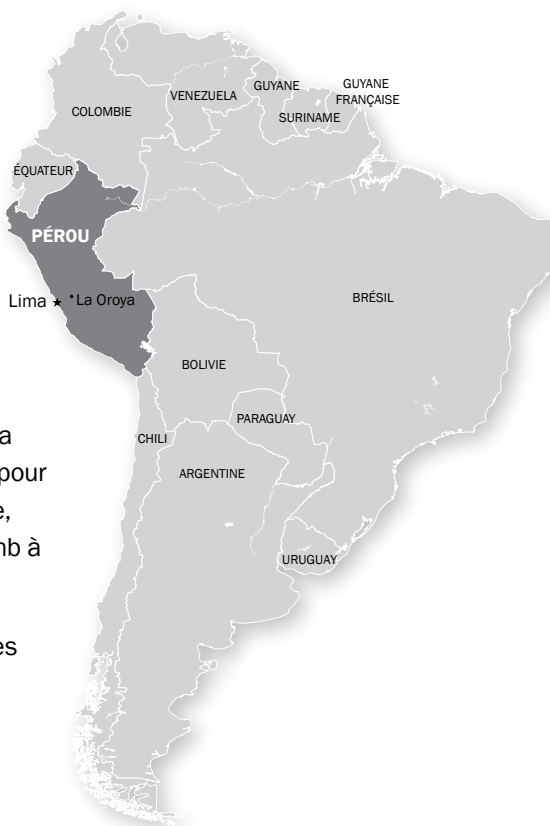 VENEZUELA
GUYANE
GUYANE
FRANÇAISE
COLOMBIE
SURINAME
ÉQUATEUR
PÉROU
Lima
La Oroya
BRÉSIL
BOLIVIE
PARAGUAY
CHILI
ARGENTINE
URUGUAY
a
pour
e,
nb à
es